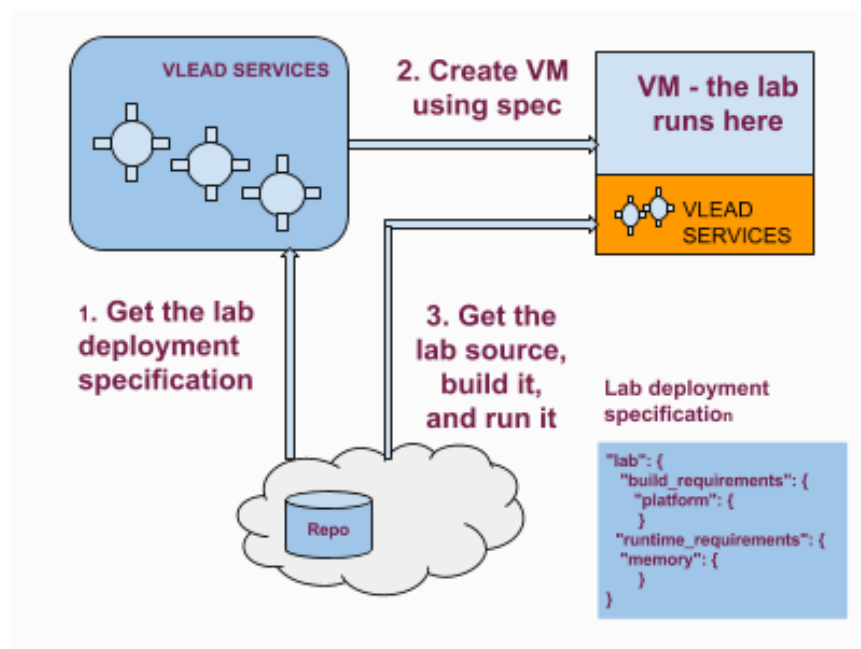 VLEAD SERVICES
2. Create VM
using spec
VM - the lab
runs here
VLEAD
SERVICES
1. Get the lab
deployment
specification
3. Get the
lab source,
build it,
and run it
Lab deployment
specification
"lab": {
"build_requirements": {
"platform": {
}
"runtime_requirements": {
"memory": {
}
}
Repo